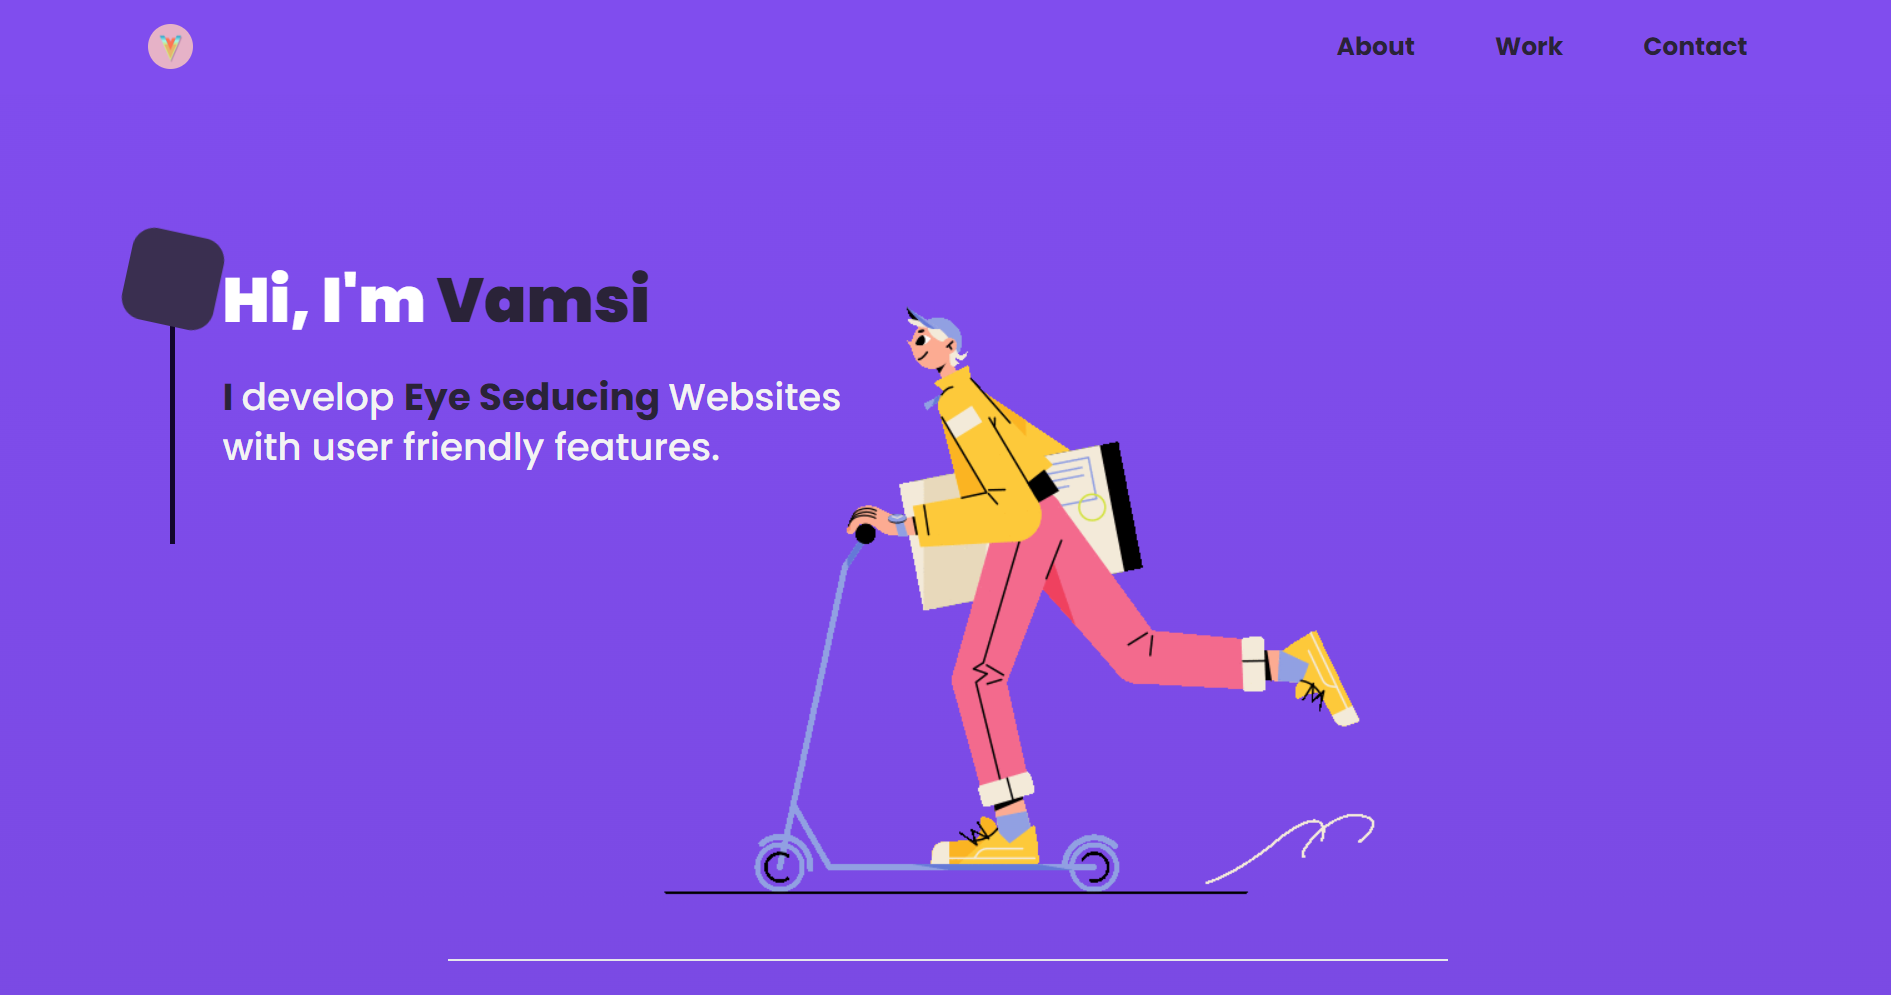 About Work Contact
Hi, I'm Vamsi
I develop Eye Seducing Websites
with user friendly features.